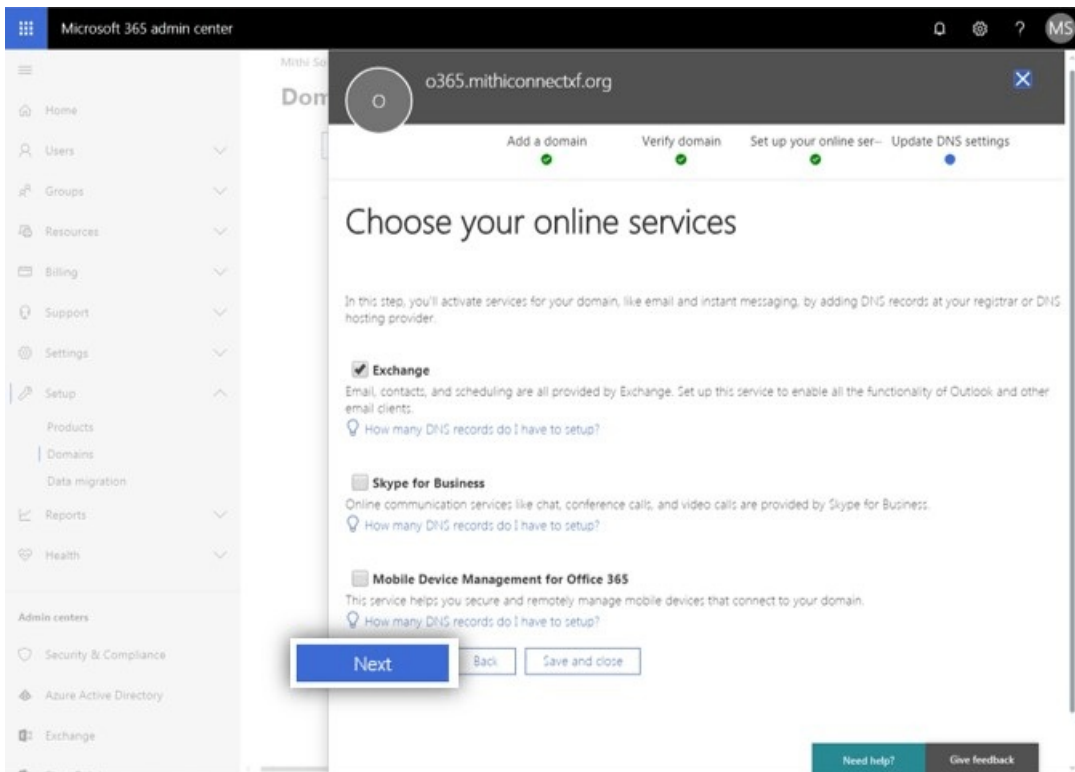 Microsoft 365 admin center
?
MS
Home
Users
Groups
Resources
Billing
Support
Settings
Setup
Products
Domains
Data migration
Reports
Health
Admin centers
Security & Compliance
Azure Active Directory
Exchange
Mithi So
Dom
O
o365.mithiconnectxf.org
Add a domain
Verify domain
Set up your online ser--
Update DNS settings
Choose your online services
In this step, you'll activate services for your domain, like email and instant messaging, by adding DNS records at your registrar or DNS
hosting provider.
Exchange
Email, contacts, and scheduling are all provided by Exchange. Set up this service to enable all the functionality of Outlook and other
email clients.
How many DNS records do I have to setup?
Skype for Business
Online communication services like chat, conference calls, and video calls are provided by Skype for Business.
How many DNS records do I have to setup?
Mobile Device Management for Office 365
This service helps you secure and remotely manage mobile devices that connect to your domain.
How many DNS records do I have to setup?
Next
Back
Save and close
Need help?
Give feedback